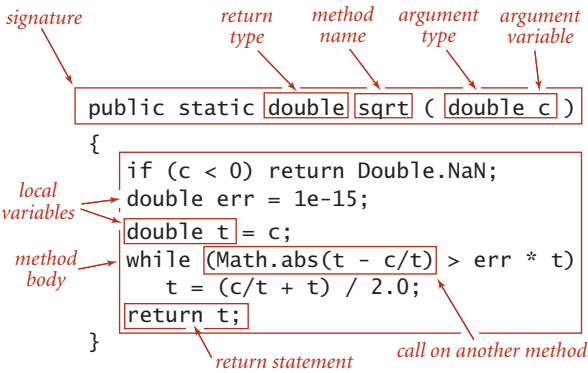 signature
return
type
method
name
argument
type
argument
variable
public static double sqrt ( double c )
{
if (c < 0) return Double.NaN;
double err = 1e-15;
local
variables
double t = c;
method
body
while (Math.abs(t - c/t) > err * t)
t = (c/t + t) / 2.0;
return t;
}
return statement
call on another method